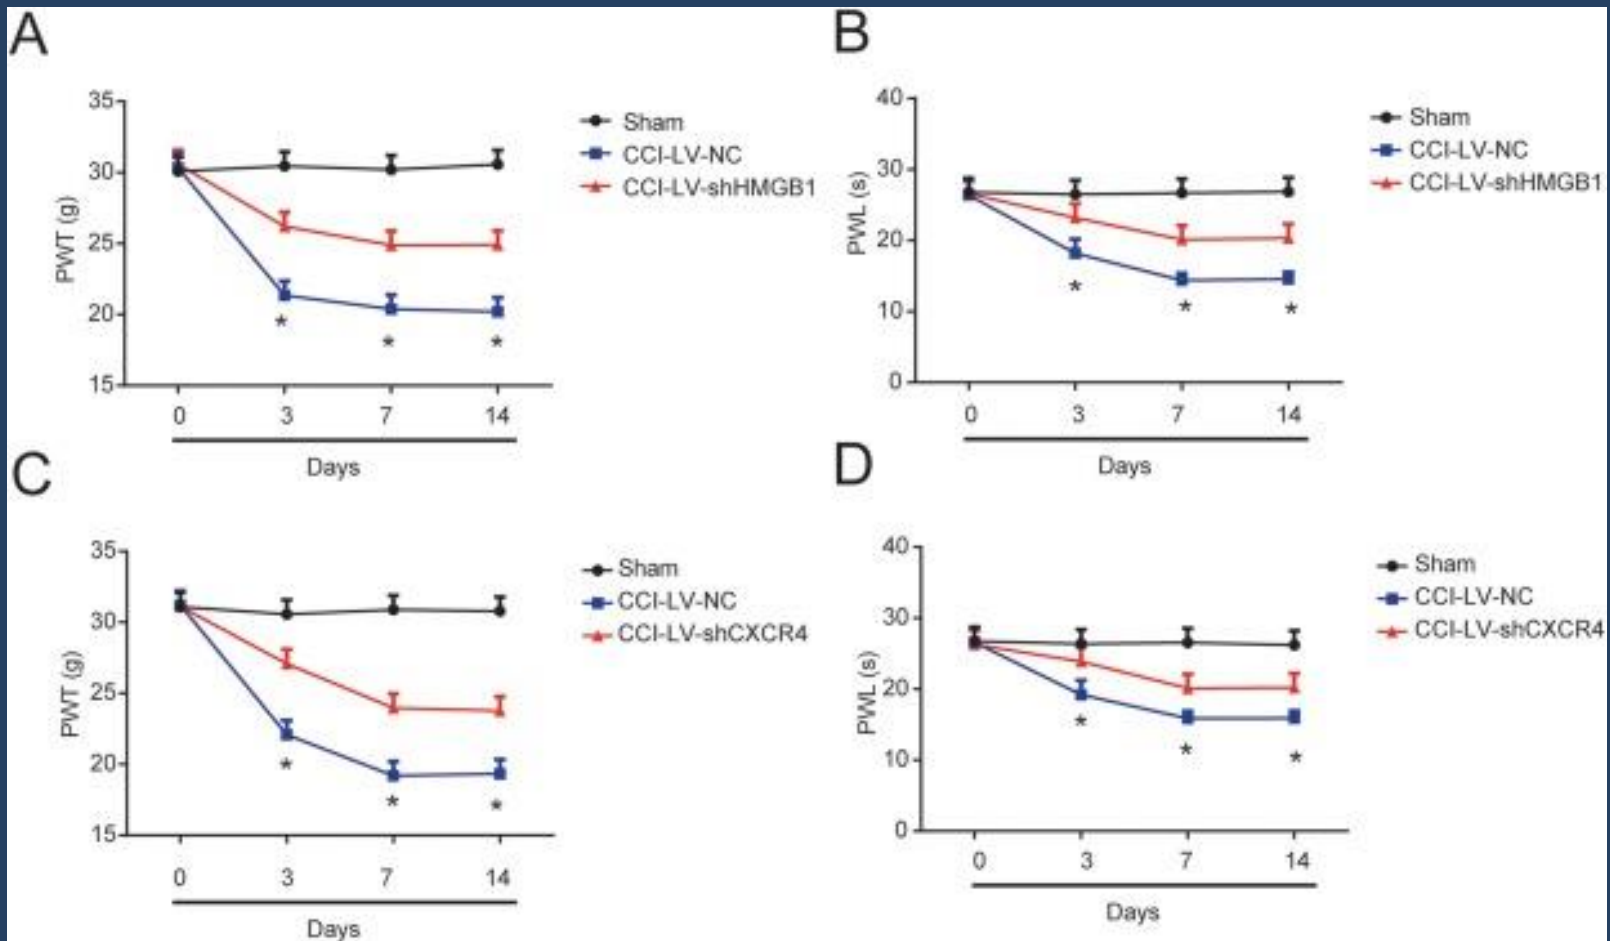 A
35
30
25
20
15
PWT (g)
0 3 7 14
Days
Sham
CCI-LV-NC
CCI-LV-shHMGB1
* * *
B
40
30
20
10
0
PWL (s)
0 3 7 14
Days
Sham
CCI-LV-NC
CCI-LV-shHMGB1
* * *
C
35
30
25
20
15
PWT (g)
0 3 7 14
Days
Sham
CCI-LV-NC
CCI-LV-shCXCR4
* * *
D
40
30
20
10
0
PWL (s)
0 3 7 14
Days
Sham
CCI-LV-NC
CCI-LV-shCXCR4
* * *